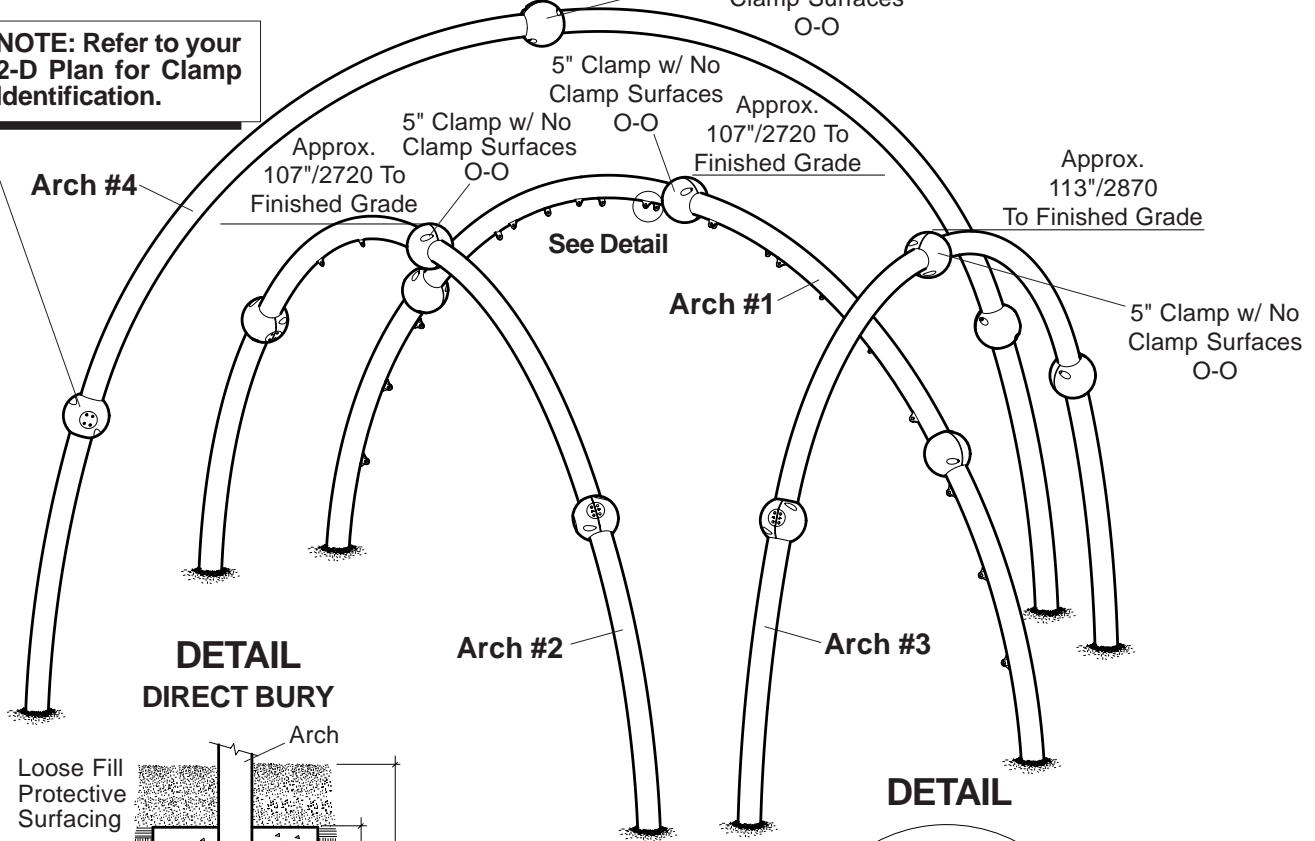 Clamp Surfaces
O-O
NOTE: Refer to your
2-D Plan for Clamp
Identification.
5" Clamp w/ No
Clamp Surfaces
O-O
Approx.
107"/2720 To
Finished Grade
5" Clamp w/ No
Clamp Surfaces
O-O
Approx.
107"/2720 To
Finished Grade
Approx.
113"/2870
To Finished Grade
Arch #4
See Detail
Arch #1
5" Clamp w/ No
Clamp Surfaces
O-O
Arch #2
Arch #3
DETAIL
DIRECT BURY
Arch
Loose Fill
Protective
Surfacing
DETAIL